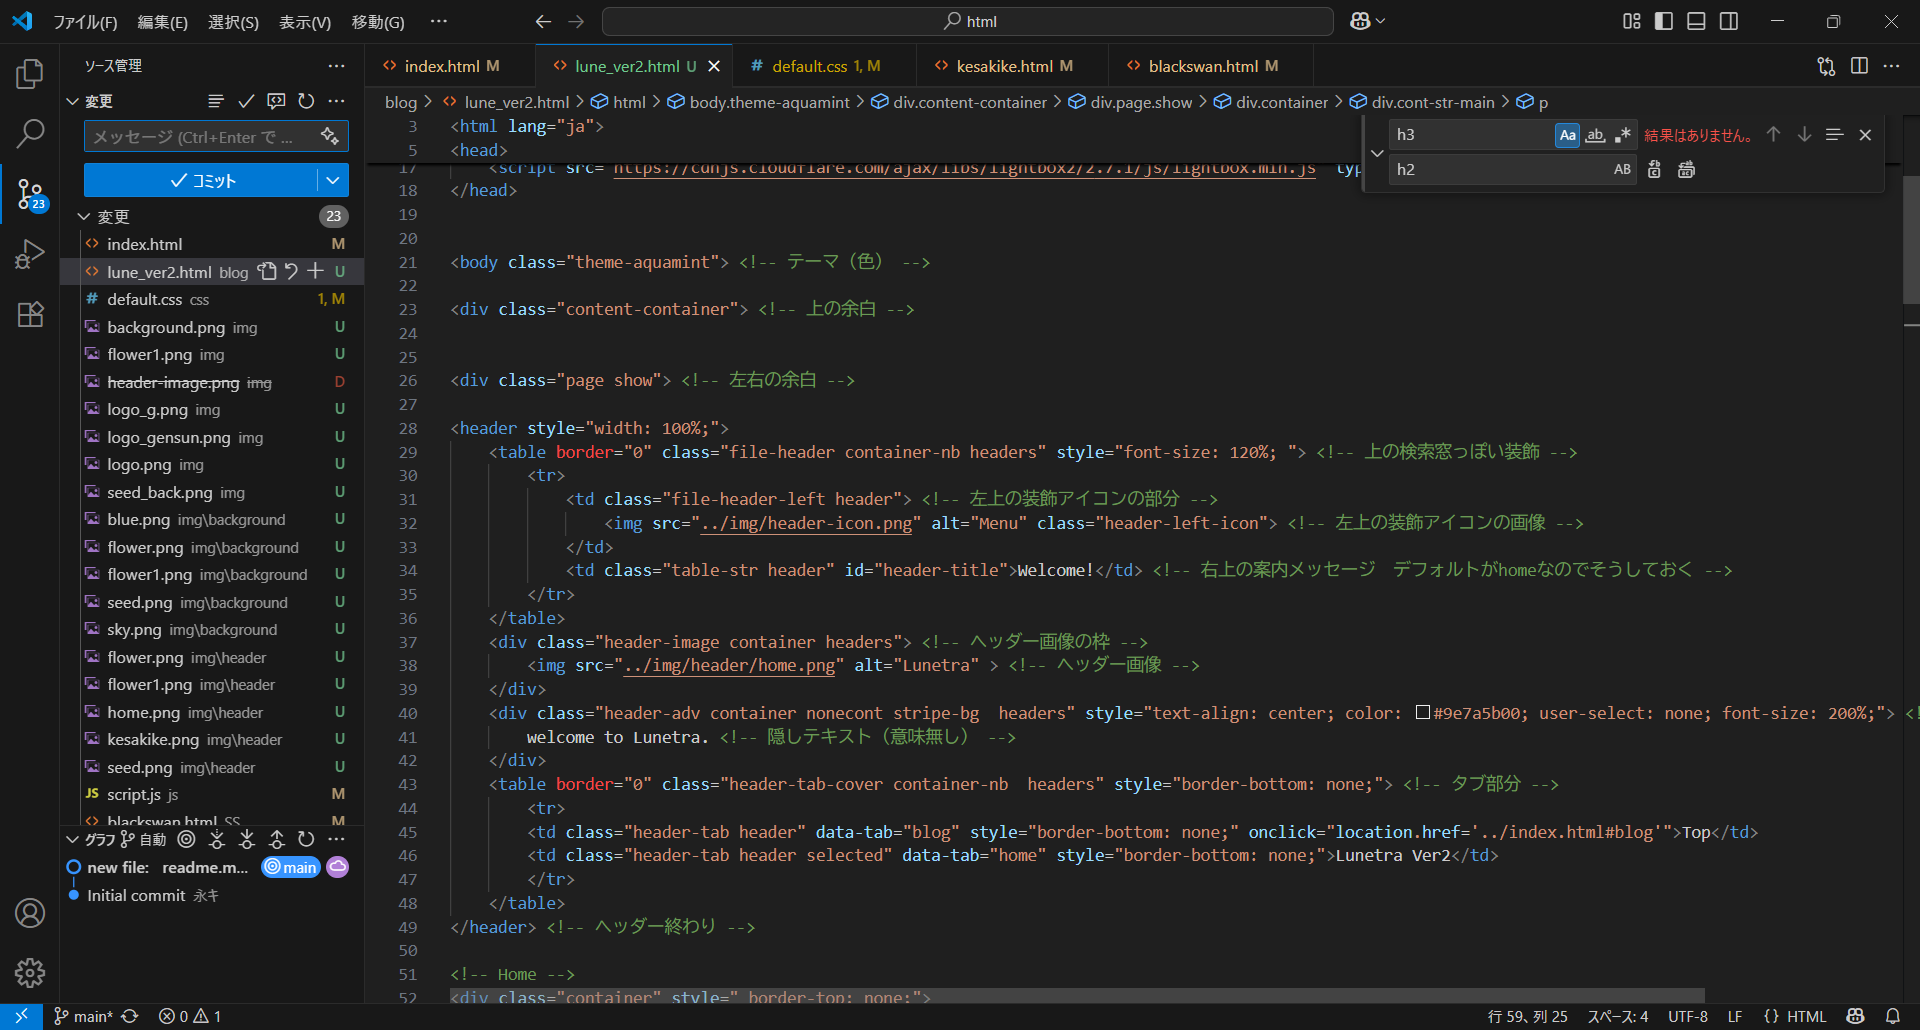 ファイル(F) 編集(E) 選択(S) 表示(V) 移動(G) ···
html
ソース管理
変更
メッセージ (Ctrl+Enter で ...
コミット
変更 23
index.html M
lune_ver2.html blog U
default.css css 1, M
background.png img U
flower1.png img U
header-image.png img D
logo_g.png img U
logo_gensun.png img U
logo.png img U
seed_back.png img U
blue.png img\background U
flower.png img\background U
flower1.png img\background U
seed.png img\background U
sky.png img\background U
flower.png img\header U
flower1.png img\header U
home.png img\header U
kesakike.png img\header U
seed.png img\header U
script.js js M
blackswan.html SS M
グラフ 自動
new file: readme.m... main
Initial commit 永キ
23
index.html M
lune_ver2.html U
default.css 1, M
kesakike.html M
blackswan.html M
blog > lune_ver2.html > html > body.theme-aquamint > div.content-container > div.page.show > div.container > div.cont-str-main > p
h3 Aa ab 結果はありません。
h2 AB
3 <html lang="ja">
5 <head>
17 <script src="https://cdnjs.cloudflare.com/ajax/libs/lightbox2/2.7.1/js/lightbox.min.js" typ
18 </head>
19
20
21 <body class="theme-aquamint"> <!-- テーマ（色） -->
22
23 <div class="content-container"> <!-- 上の余白 -->
24
25
26 <div class="page show"> <!-- 左右の余白 -->
27
28 <header style="width: 100%;">
29 <table border="0" class="file-header container-nb headers" style="font-size: 120%; "> <!-- 上の検索窓っぽい装飾 -->
30 <tr>
31 <td class="file-header-left header"> <!-- 左上の装飾アイコンの部分 -->
32 <img src="../img/header-icon.png" alt="Menu" class="header-left-icon"> <!-- 左上の装飾アイコンの画像 -->
33 </td>
34 <td class="table-str header" id="header-title">Welcome!</td> <!-- 右上の案内メッセージ　デフォルトがhomeなのでそうしておく -->
35 </tr>
36 </table>
37 <div class="header-image container headers"> <!-- ヘッダー画像の枠 -->
38 <img src="../img/header/home.png" alt="Lunetra" > <!-- ヘッダー画像 -->
39 </div>
40 <div class="header-adv container nonecont stripe-bg  headers" style="text-align: center; color: #9e7a5b00; user-select: none; font-size: 200%;"> <!
41 welcome to Lunetra. <!-- 隠しテキスト（意味無し） -->
42 </div>
43 <table border="0" class="header-tab-cover container-nb  headers" style="border-bottom: none;"> <!-- タブ部分 -->
44 <tr>
45 <td class="header-tab header" data-tab="blog" style="border-bottom: none;" onclick="location.href='../index.html#blog'">Top</td>
46 <td class="header-tab header selected" data-tab="home" style="border-bottom: none;">Lunetra Ver2</td>
47 </tr>
48 </table>
49 </header> <!-- ヘッダー終わり -->
50
51 <!-- Home -->
52 <div class="container" style=" border-top: none;">
main* 0 1
行 59、列 25 スペース: 4 UTF-8 LF {} HTML